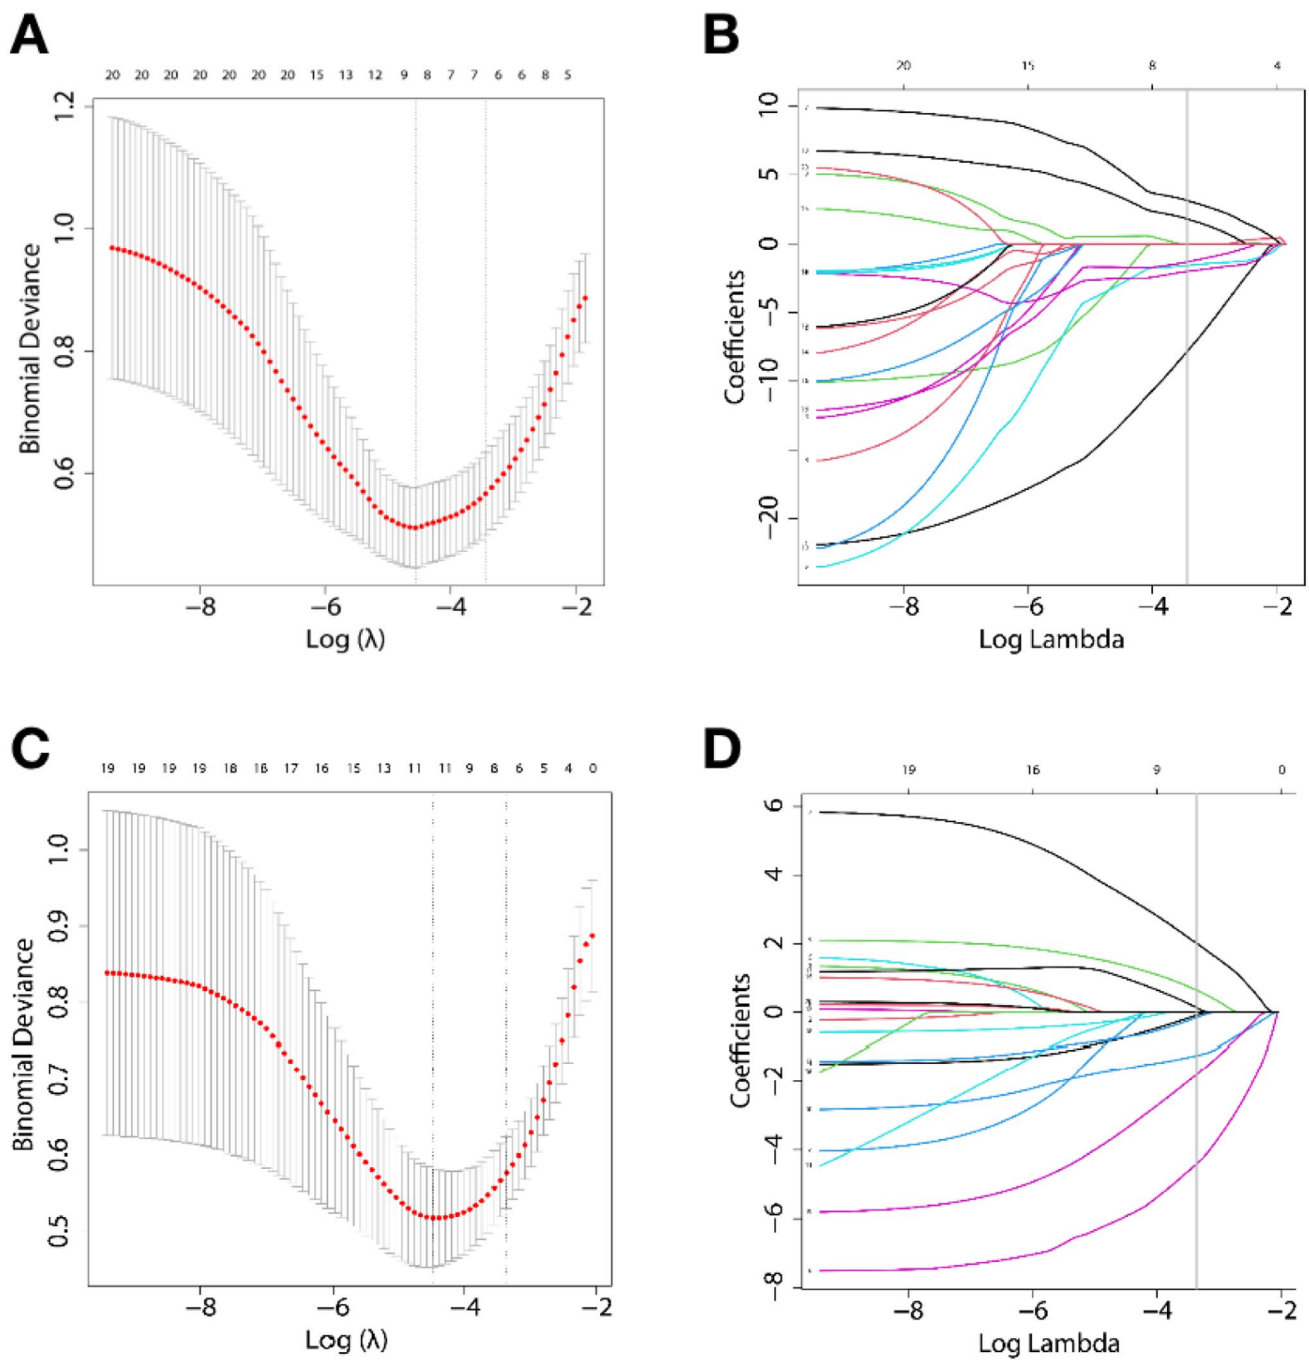 A
20 20 20 20 20 20 20 15 13 12 9 8 7 7 6 6 8 5
1.2
1.0
0.8
0.6
Binomial Deviance
−8 −6 −4 −2
Log (λ)
B
20 15 8 4
10
5
0
−5
−10
−20
Coefficients
−8 −6 −4 −2
Log Lambda
C
19 19 19 19 18 16 17 16 15 13 11 11 9 8 6 5 4 0
1.0
0.9
0.8
0.7
0.6
0.5
Binomial Deviance
−8 −6 −4 −2
Log (λ)
D
19 16 9 0
6
4
2
0
−2
−4
−6
−8
Coefficients
−8 −6 −4 −2
Log Lambda